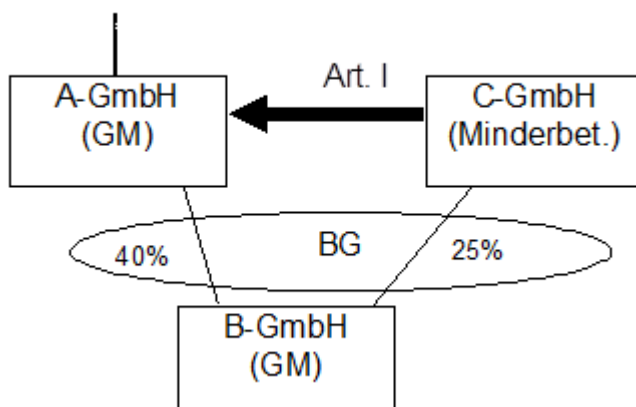 Art. I
A-GmbH
(GM)
C-GmbH
(Minderbet.)
40%
BG
25%
B-GmbH
(GM)